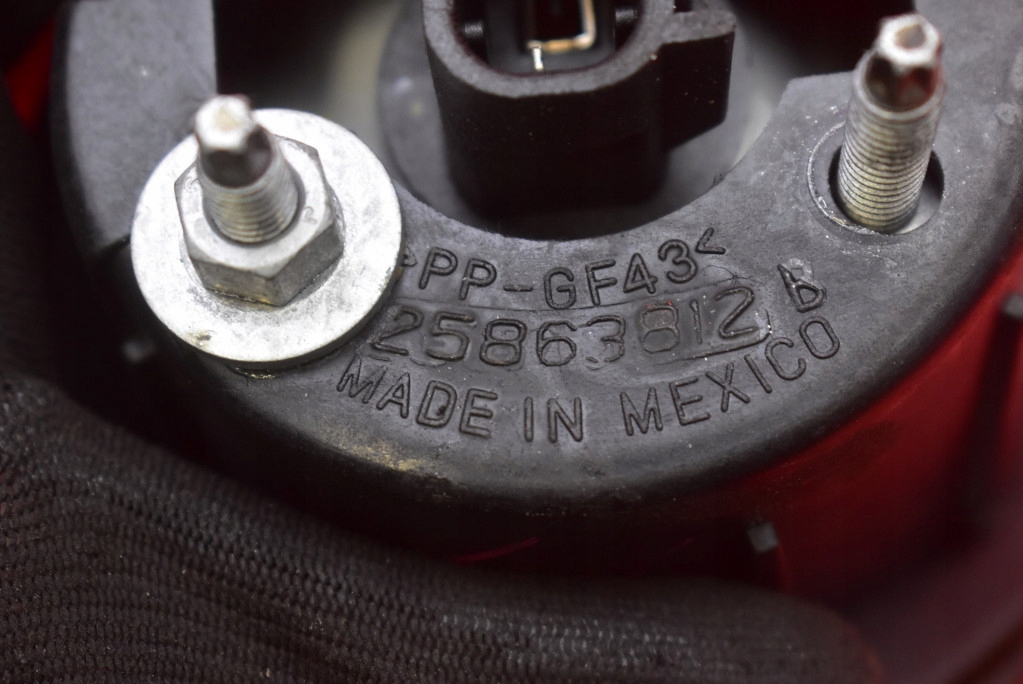 >PP-GF43<
25863812 B
MADE IN MEXICO